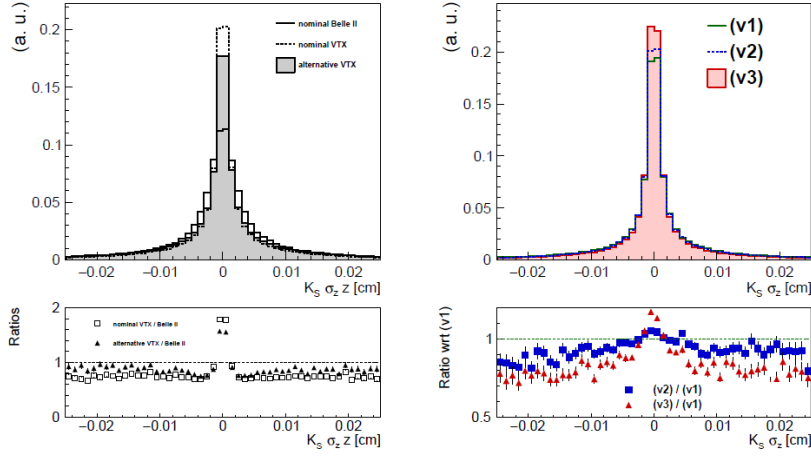 (a. u.)
0.2
0.15
0.1
0.05
0
nominal Belle II
nominal VTX
alternative VTX
−0.02 −0.01 0 0.01 0.02
K_S σ_z z [cm]
Ratios
2
1
0
nominal VTX / Belle II
alternative VTX / Belle II
−0.02 −0.01 0 0.01 0.02
K_S σ_z z [cm]
(a. u.)
0.2
0.15
0.1
0.05
0
(v1)
(v2)
(v3)
−0.02 −0.01 0 0.01 0.02
K_S σ_z z [cm]
Ratio wrt (v1)
1
0.5
(v2) / (v1)
(v3) / (v1)
−0.02 −0.01 0 0.01 0.02
K_S σ_z z [cm]